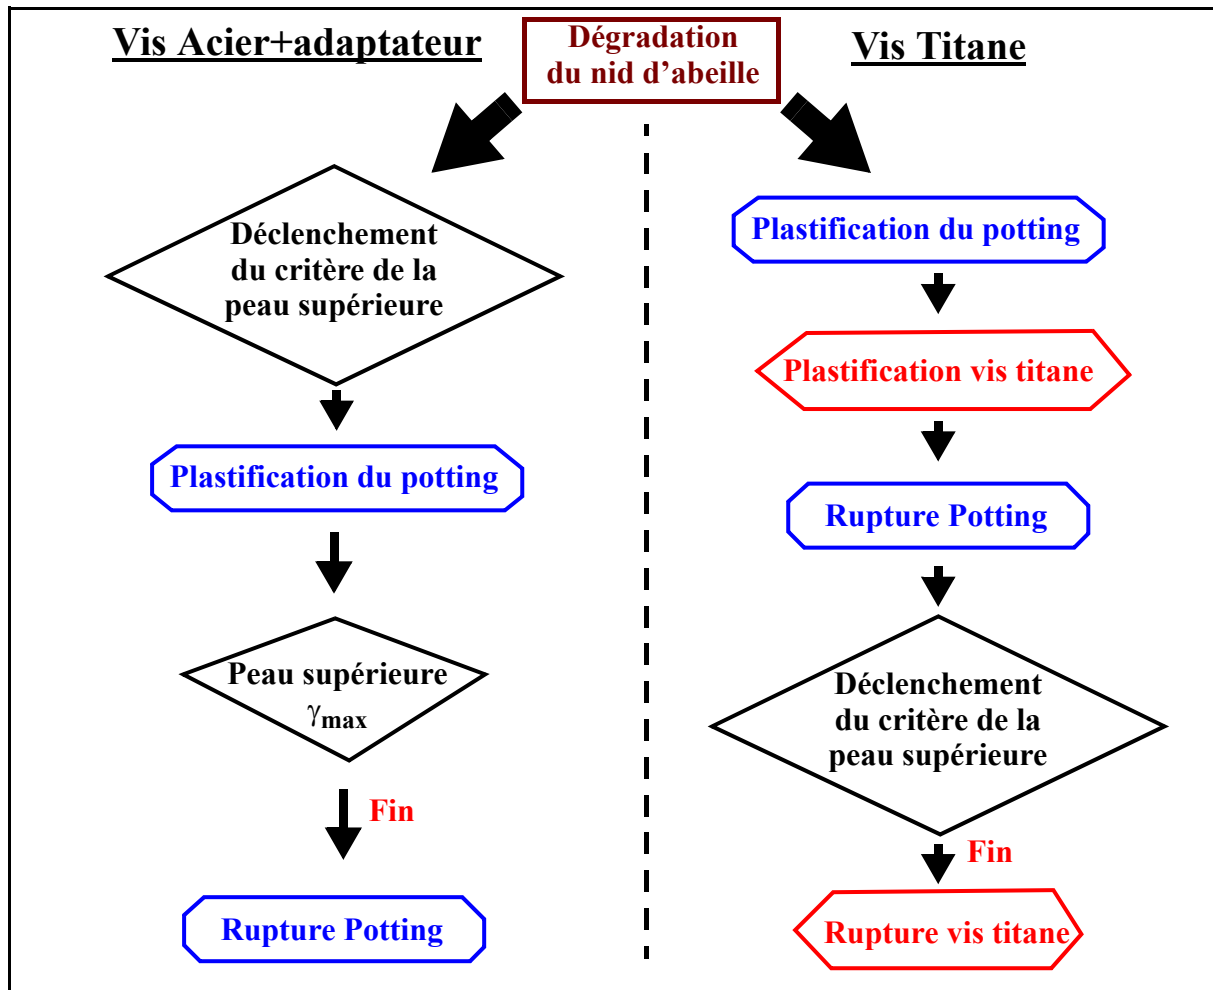 Vis Acier+adaptateur
Dégradation
du nid d'abeille
Vis Titane
Déclenchement
du critère de la
peau supérieure
Plastification du potting
Peau supérieure
γmax
Fin
Rupture Potting
Plastification du potting
Plastification vis titane
Rupture Potting
Déclenchement
du critère de la
peau supérieure
Fin
Rupture vis titane